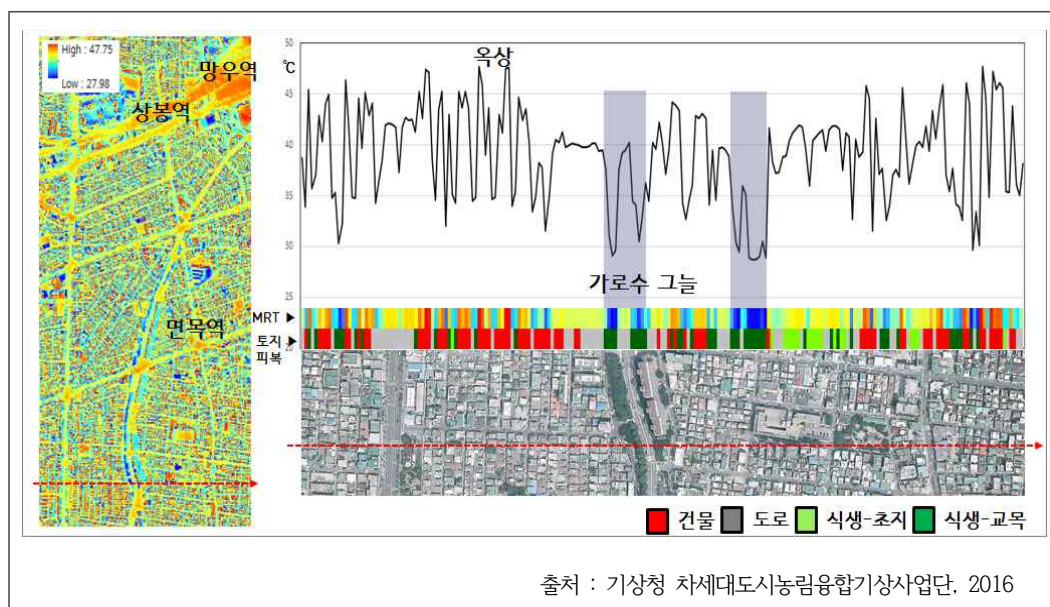 High : 47.75
Low : 27.98
망우역
상봉역
면목역
50
℃
45
40
35
30
25
옥상
가로수 그늘
MRT ▶
토지 ▶
피복
건물 도로 식생-초지 식생-교목
출처 : 기상청 차세대도시농림융합기상사업단, 2016